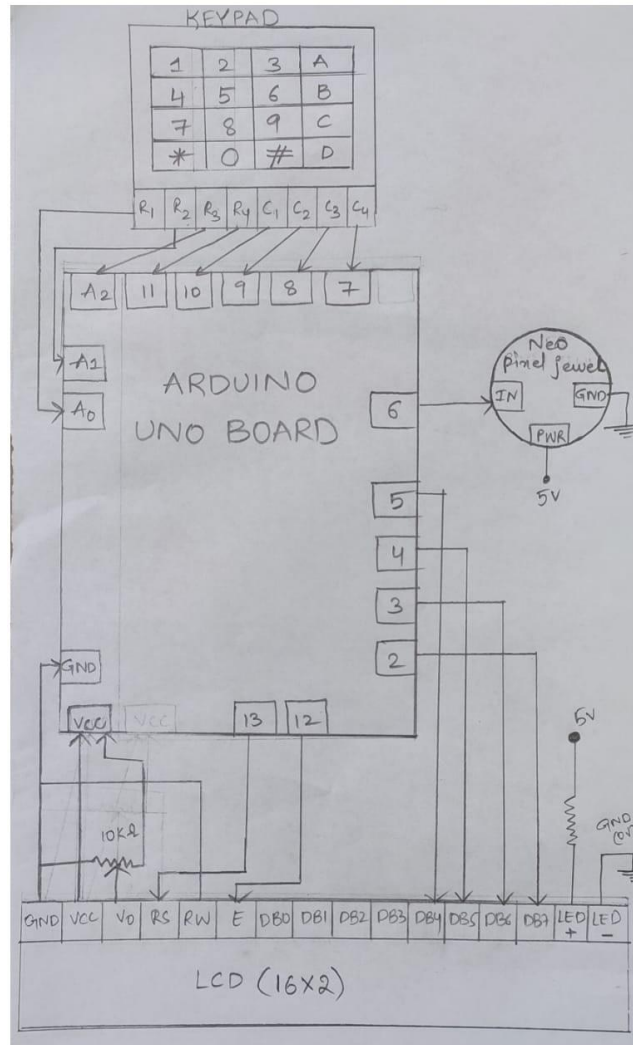 KEYPAD
1 2 3 A
4 5 6 B
7 8 9 C
* 0 # D
R1 R2 R3 R4 C1 C2 C3 C4
A2 11 10 9 8 7
A1
A0
ARDUINO
UNO BOARD
6
Neo
pixel Jewel
IN
GND
PWR
5V
5
4
3
2
GND
VCC
VCC
13
12
5V
10KΩ
GND
(0V)
GND VCC V0 RS RW E DB0 DB1 DB2 DB3 DB4 DB5 DB6 DB7 LED + LED -
LCD (16X2)